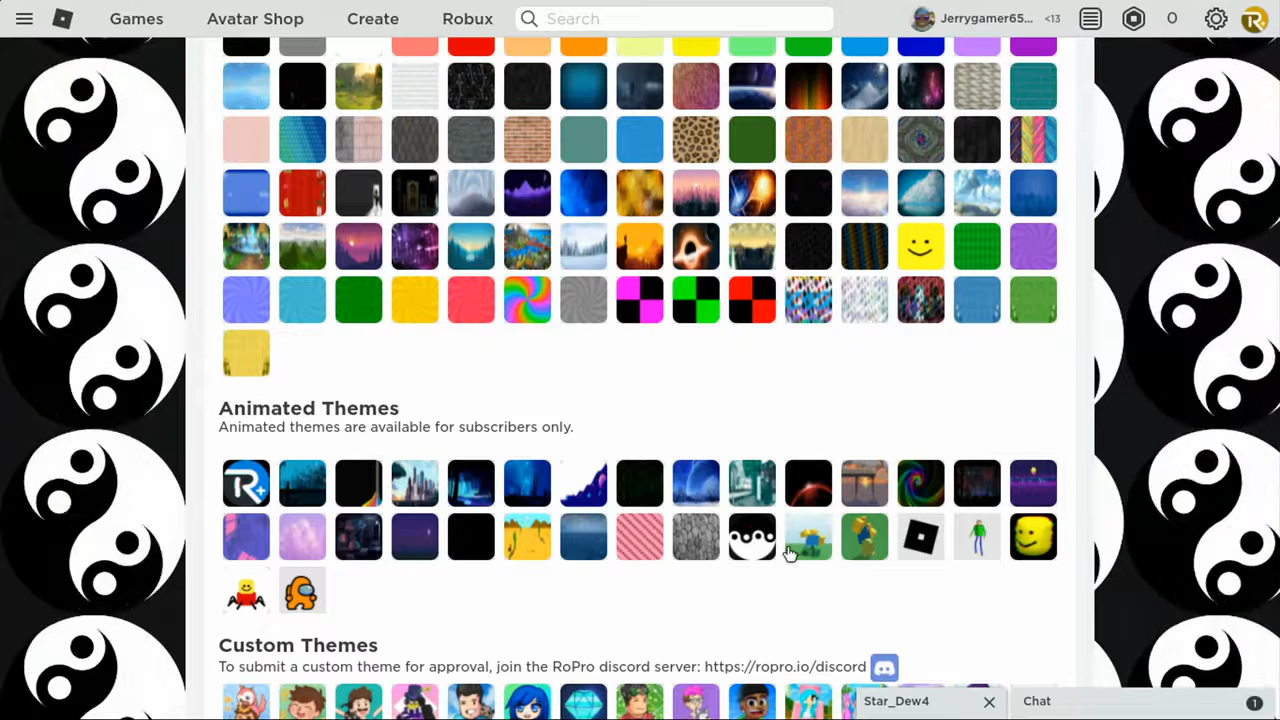 Games Avatar Shop Create Robux Search Jerrygamer65... <13 0
Animated Themes
Animated themes are available for subscribers only.
R+
Custom Themes
To submit a custom theme for approval, join the RoPro discord server: https://ropro.io/discord
Star_Dew4 Chat 1